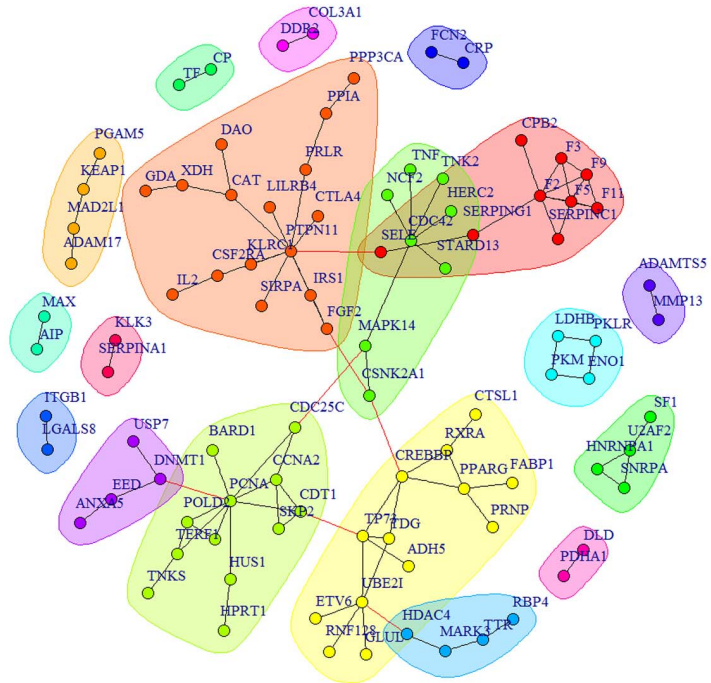 COL3A1
DDR2
FCN2
CRP
CP
TF
PPP3CA
PPIA
DAO
PRLR
XDH
GDA
CAT
LILRB4
CTLA4
PTPN11
KLRC1
CSF2RA
IL2
SIRPA
IRS1
FGF2
PGAM5
KEAP1
MAD2L1
ADAM17
TNF
TNK2
NCF2
HERC2
CDC42
SERPING1
SELE
STARD13
CPB2
F3
F9
F2
F5
F11
SERPINC1
MAPK14
CSNK2A1
ADAMTS5
MMP13
MAX
AIP
KLK3
SERPINA1
LDHB
PKLR
PKM
ENO1
ITGB1
LGALS8
USP7
DNMT1
EED
ANXA5
CDC25C
BARD1
CCNA2
PCNA
CDT1
POLD2
SKP2
TERF1
TNKS
HUS1
HPRT1
CTSL1
RXRA
CREBBP
PPARG
FABP1
PRNP
TP73
TDG
ADH5
UBE2I
ETV6
RNF128
GLUL
HDAC4
MARK3
TTR
RBP4
SF1
U2AF2
HNRNPA1
SNRPA
DLD
PDHA1